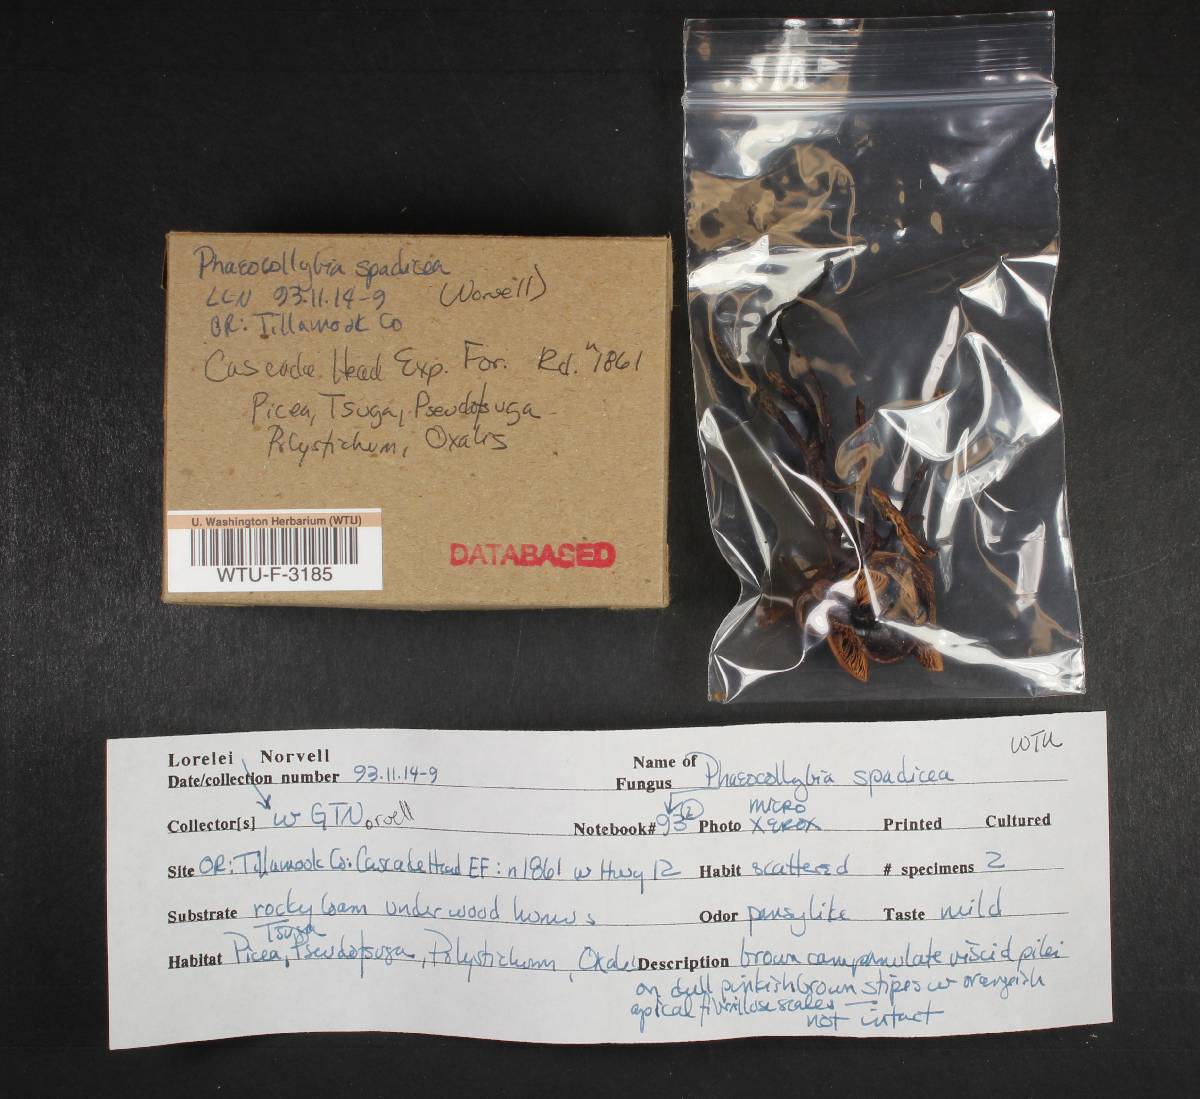 Phaeocollybia spadicea
LLN 93.11.14-9 (Norvell)
OR: Tillamook Co
Cascade Head Exp. For. Rd. n1861
Picea, Tsuga, Pseudotsuga
Polystichum, Oxalis
U. Washington Herbarium (WTU)
WTU-F-3185
DATABASED
WTU
Lorelei Norvell
Date/collection number 93.11.14-9
Name of Fungus Phaeocollybia spadicea
Collector[s] w GTNorvell
Notebook# 93 (2) Photo MICRO XEROX Printed Cultured
Site OR: Tillamook Co: Cascade Head EF: n1861 w Hwy 12 Habit scattered # specimens 2
Substrate rocky loam under wood humus Odor pansylike Taste mild
Tsuga
Habitat Picea, Pseudotsuga, Polystichum, Oxalis Description brown campanulate viscid pilei
on dull pinkish brown stipes w orangeish
apical fibrillose scales —
not intact